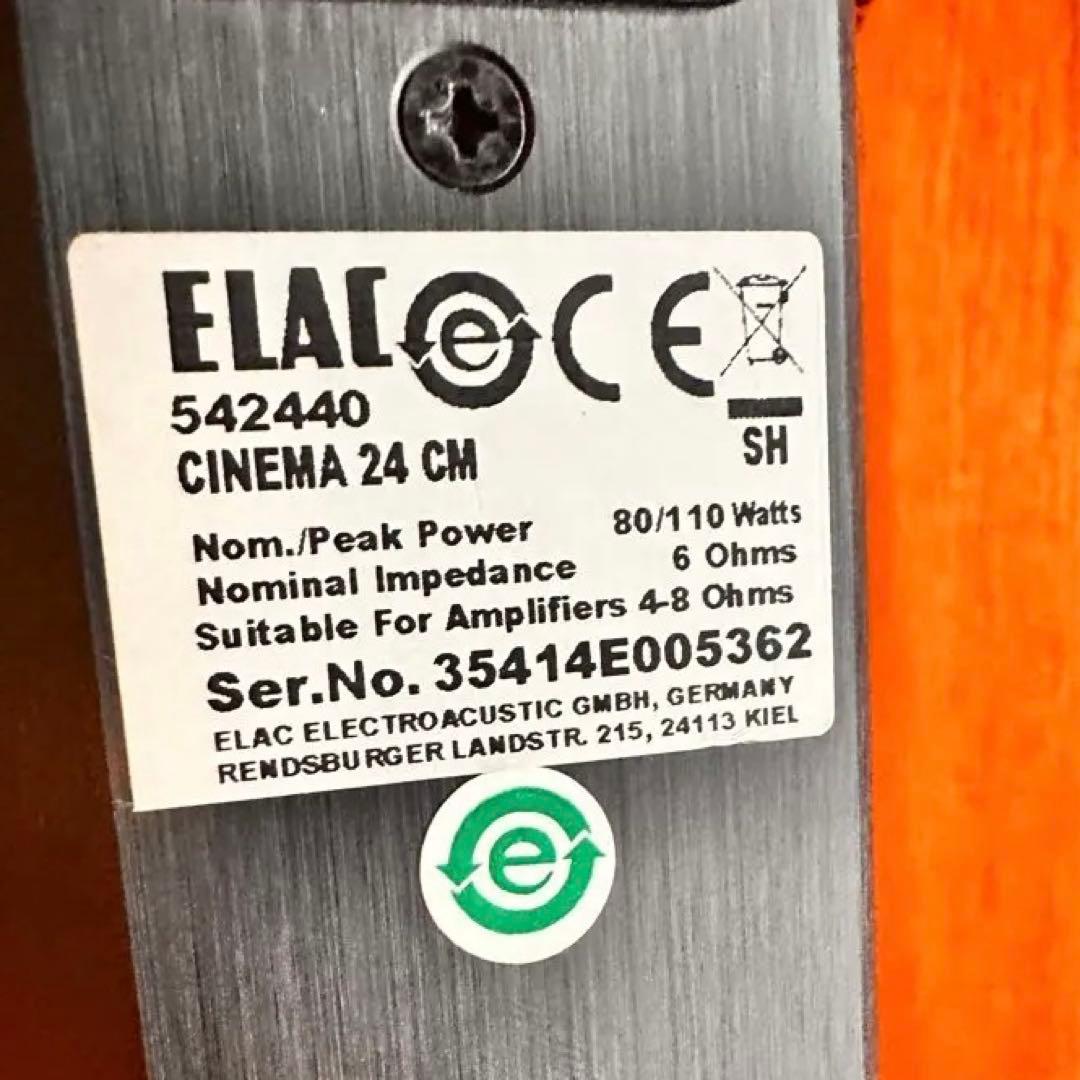 ELAC e CE
542440
CINEMA 24 CM
SH
Nom./Peak Power 80/110 Watts
Nominal Impedance 6 Ohms
Suitable For Amplifiers 4-8 Ohms
Ser.No. 35414E005362
ELAC ELECTROACUSTIC GMBH, GERMANY
RENDSBURGER LANDSTR. 215, 24113 KIEL
e